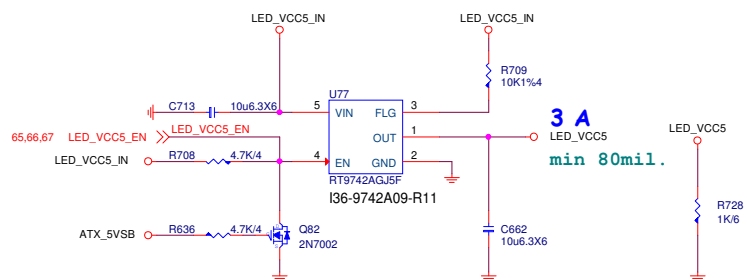 LED_VCC5_IN
LED_VCC5_IN
R709
10K1%4
C713
10u6.3X6
U77
5
VIN
FLG
3
OUT
1
4
EN
GND
2
RT9742AGJ5F
I36-9742A09-R11
65,66,67
LED_VCC5_EN
LED_VCC5_EN
LED_VCC5_IN
R708
4.7K/4
3 A
LED_VCC5
min 80mil.
LED_VCC5
R728
1K/6
ATX_5VSB
R636
4.7K/4
Q82
2N7002
C662
10u6.3X6